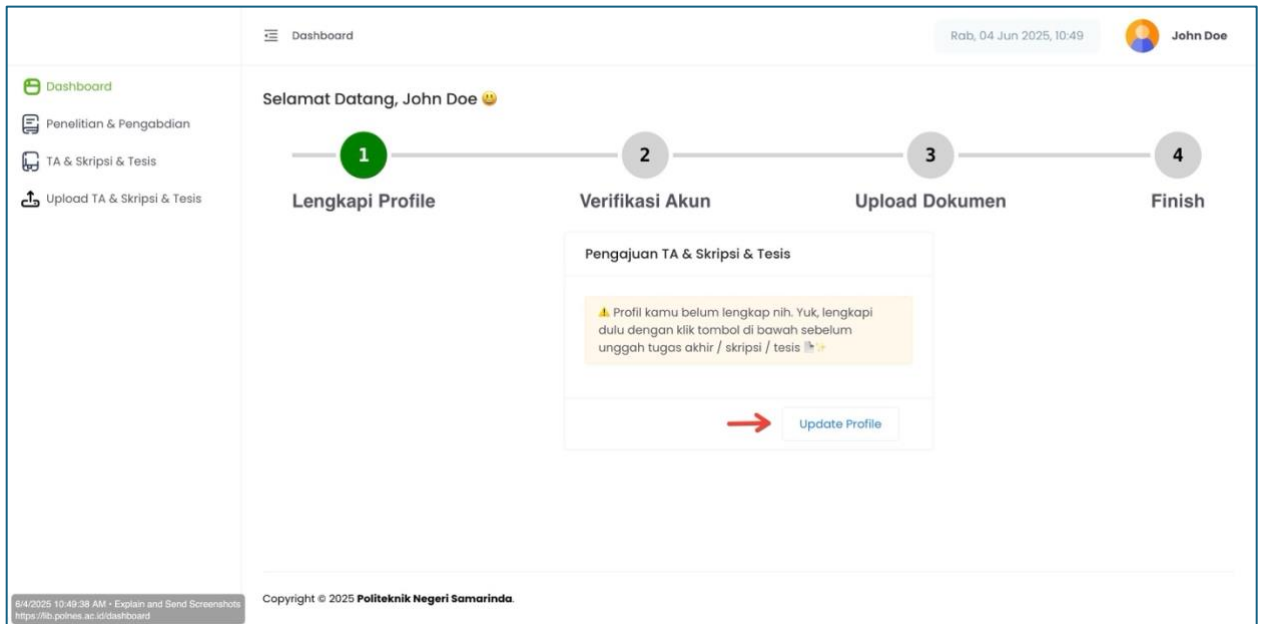 Dashboard
Rab, 04 Jun 2025, 10:49
John Doe
Dashboard
Penelitian & Pengabdian
TA & Skripsi & Tesis
Upload TA & Skripsi & Tesis
Selamat Datang, John Doe 😃
1
2
3
4
Lengkapi Profile
Verifikasi Akun
Upload Dokumen
Finish
Pengajuan TA & Skripsi & Tesis
⚠️ Profil kamu belum lengkap nih. Yuk, lengkapi
dulu dengan klik tombol di bawah sebelum
unggah tugas akhir / skripsi / tesis 📄✨
Update Profile
Copyright © 2025 Politeknik Negeri Samarinda.
6/4/2025 10:49:38 AM • Explain and Send Screenshots
https://lib.polnes.ac.id/dashboard